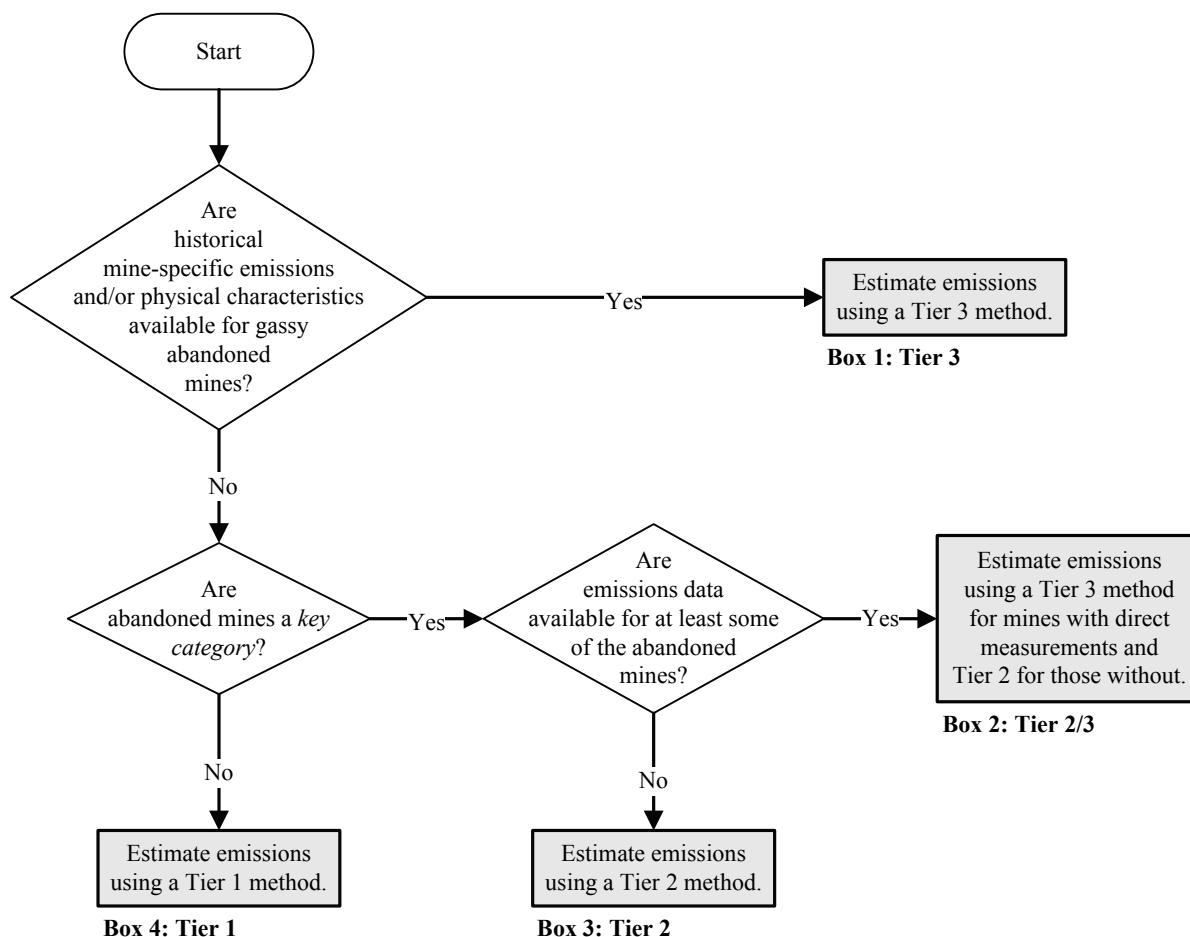 Start
Are
historical
mine-specific emissions
and/or physical characteristics
available for gassy
abandoned
mines?
Yes
Estimate emissions
using a Tier 3 method.
Box 1: Tier 3
No
Are
abandoned mines a key
category?
Yes
Are
emissions data
available for at least some
of the abandoned
mines?
Yes
Estimate emissions
using a Tier 3 method
for mines with direct
measurements and
Tier 2 for those without.
Box 2: Tier 2/3
No
No
Estimate emissions
using a Tier 1 method.
Box 4: Tier 1
Estimate emissions
using a Tier 2 method.
Box 3: Tier 2